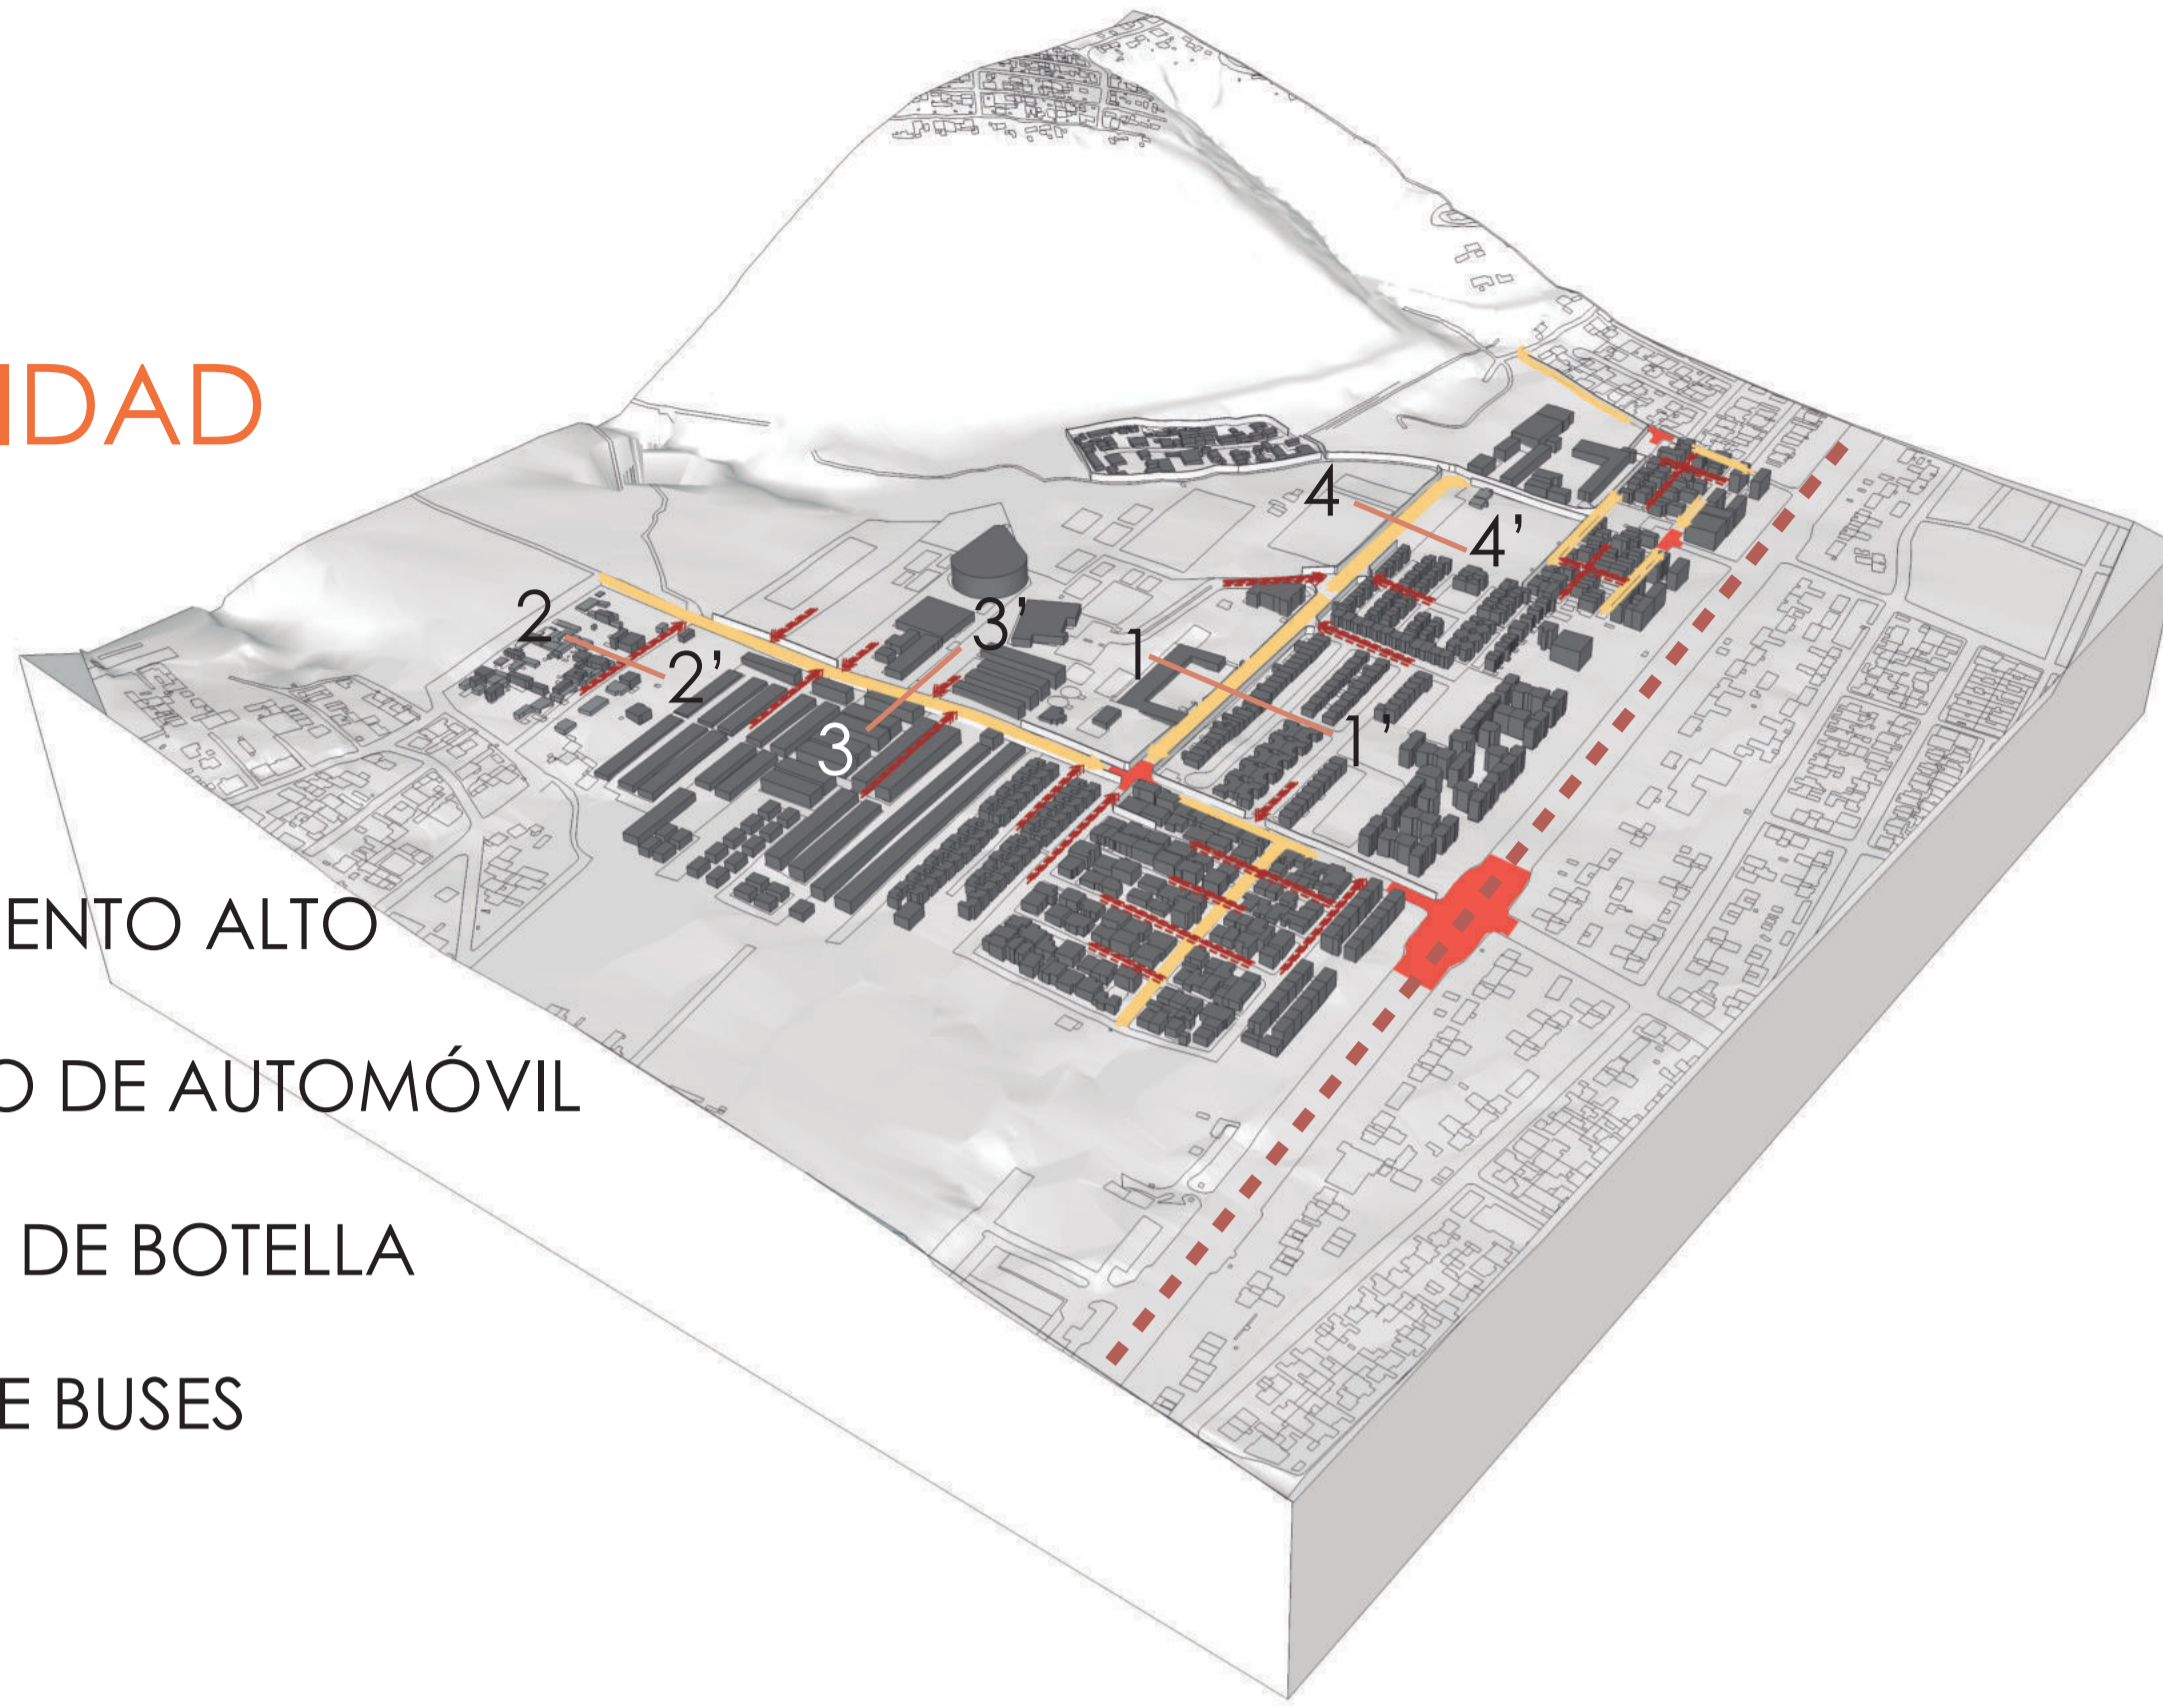 IDAD
4
4'
2
2'
3'
3
1
1'
ENTO ALTO
O DE AUTOMÓVIL
DE BOTELLA
E BUSES